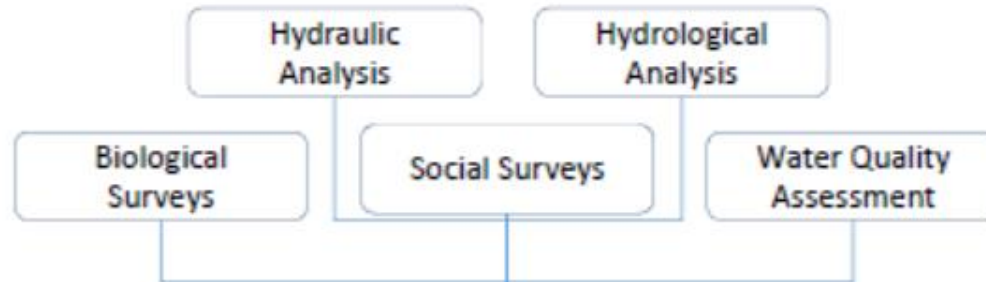 Hydraulic
Analysis
Hydrological
Analysis
Biological
Surveys
Social Surveys
Water Quality
Assessment